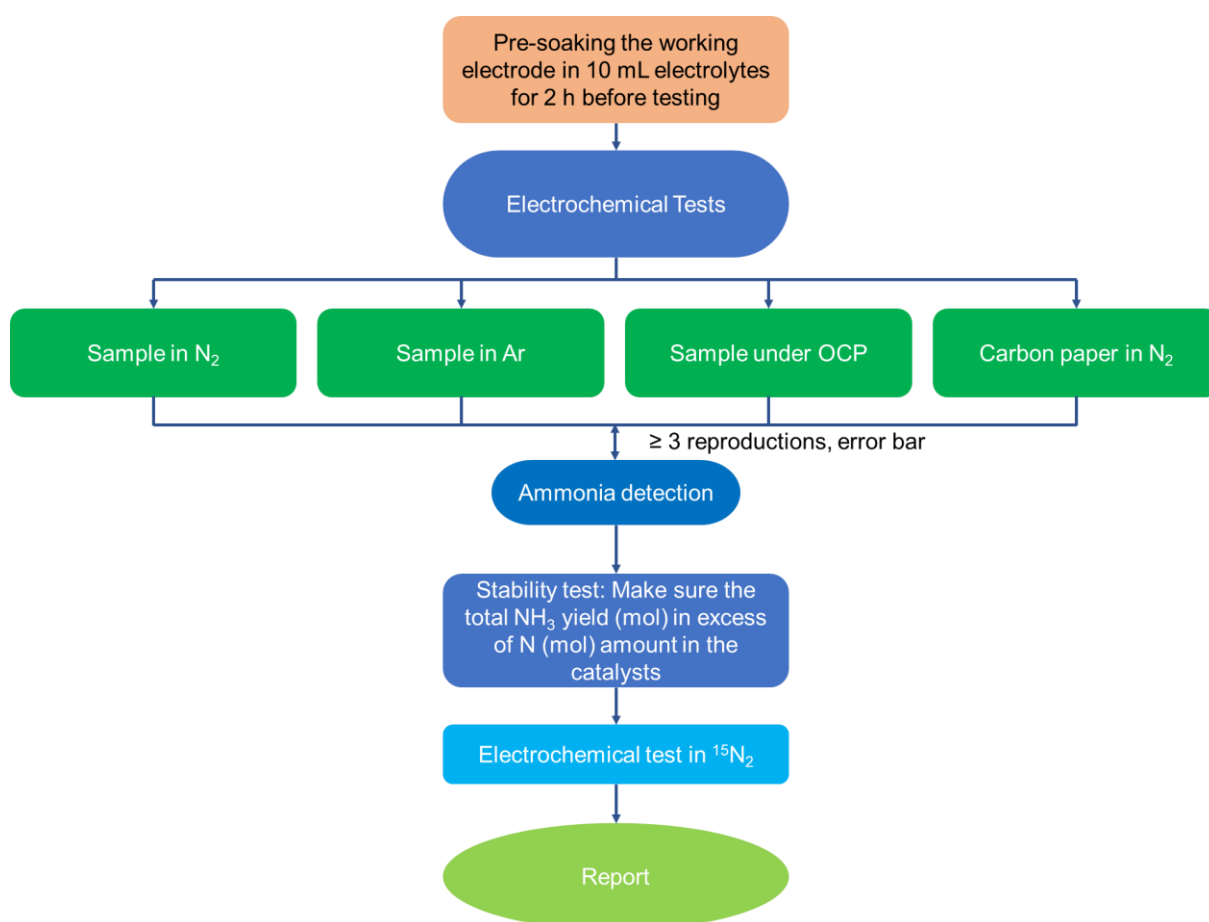 Pre-soaking the working
electrode in 10 mL electrolytes
for 2 h before testing
Electrochemical Tests
Sample in N₂
Sample in Ar
Sample under OCP
Carbon paper in N₂
≥ 3 reproductions, error bar
Ammonia detection
Stability test: Make sure the
total NH₃ yield (mol) in excess
of N (mol) amount in the
catalysts
Electrochemical test in ¹⁵N₂
Report